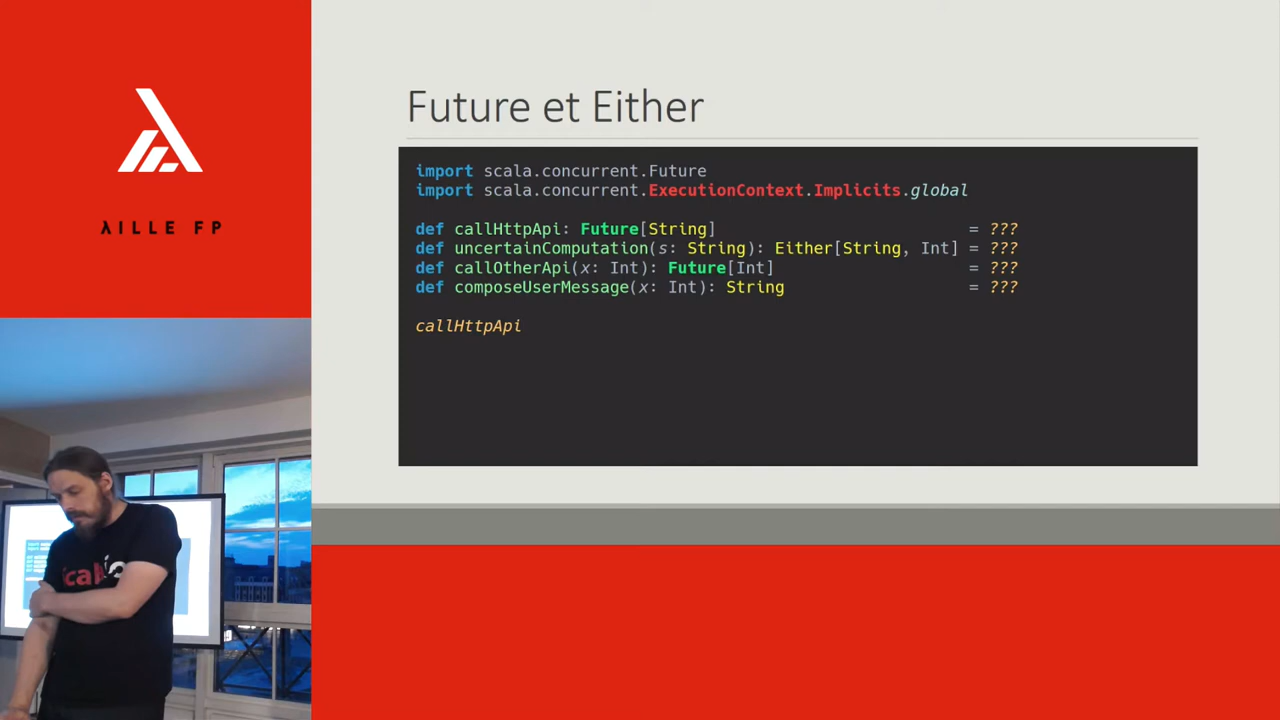 λILLE FP
Future et Either
import scala.concurrent.Future
import scala.concurrent.ExecutionContext.Implicits.global
def callHttpApi: Future[String] = ???
def uncertainComputation(s: String): Either[String, Int] = ???
def callOtherApi(x: Int): Future[Int] = ???
def composeUserMessage(x: Int): String = ???
callHttpApi